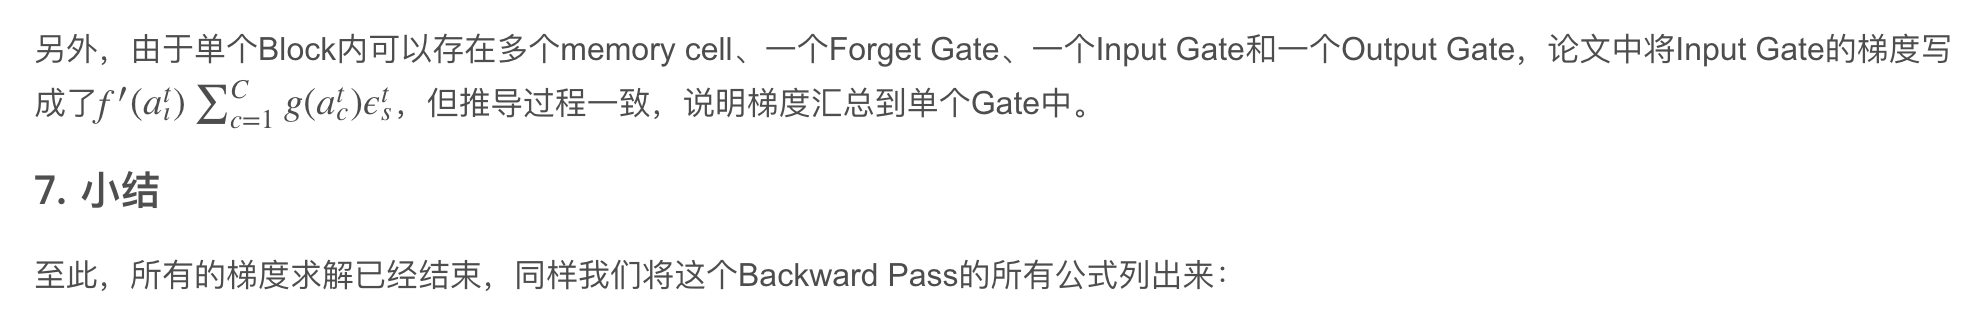 另外，由于单个Block内可以存在多个memory cell、一个Forget Gate、一个Input Gate和一个Output Gate，论文中将Input Gate的梯度写
成了$f'(a_\iota^t) \sum_{c=1}^{C} g(a_c^t)\epsilon_s^t$，但推导过程一致，说明梯度汇总到单个Gate中。
7. 小结
至此，所有的梯度求解已经结束，同样我们将这个Backward Pass的所有公式列出来：